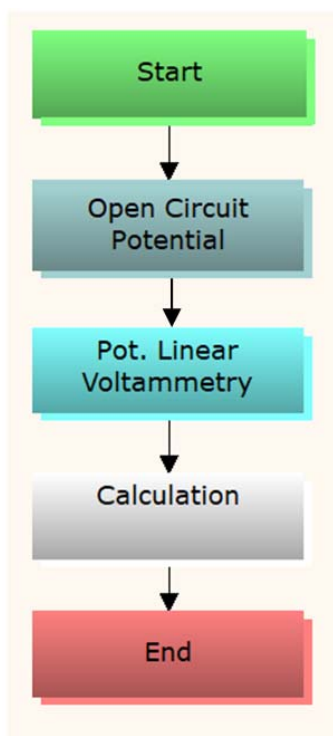 Start
Open Circuit
Potential
Pot. Linear
Voltammetry
Calculation
End